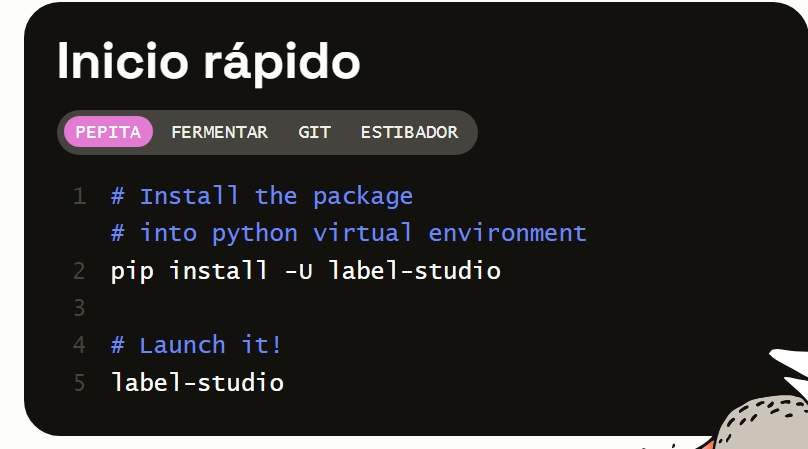 Inicio rápido
PEPITA FERMENTAR GIT ESTIBADOR
1 # Install the package
# into python virtual environment
2 pip install -U label-studio
3
4 # Launch it!
5 label-studio